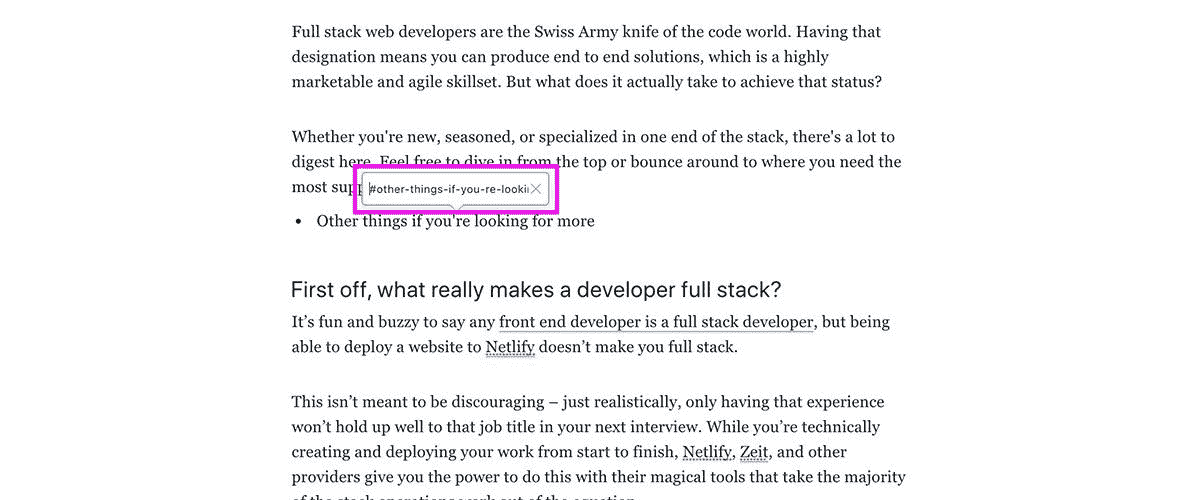 Full stack web developers are the Swiss Army knife of the code world. Having that
designation means you can produce end to end solutions, which is a highly
marketable and agile skillset. But what does it actually take to achieve that status?
Whether you're new, seasoned, or specialized in one end of the stack, there's a lot to
digest here. Feel free to dive in from the top or bounce around to where you need the
most
#other-things-if-you-re-looki
• Other things if you're looking for more
First off, what really makes a developer full stack?
It’s fun and buzzy to say any front end developer is a full stack developer, but being
able to deploy a website to Netlify doesn’t make you full stack.
This isn’t meant to be discouraging – just realistically, only having that experience
won’t hold up well to that job title in your next interview. While you’re technically
creating and deploying your work from start to finish, Netlify, Zeit, and other
providers give you the power to do this with their magical tools that take the majority